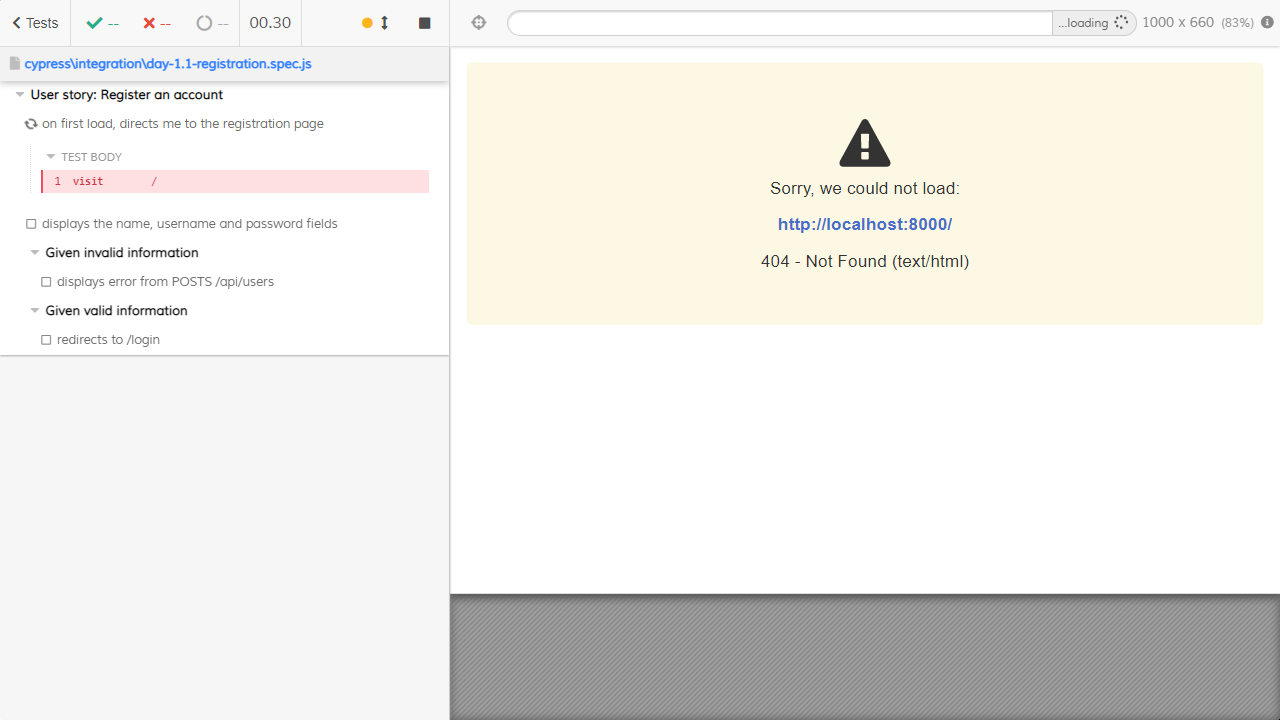 Tests -- -- -- 00.30 ...loading 1000 x 660 (83%)
cypress\integration\day-1.1-registration.spec.js
User story: Register an account
on first load, directs me to the registration page
TEST BODY
1 visit /
displays the name, username and password fields
Given invalid information
displays error from POSTS /api/users
Given valid information
redirects to /login
Sorry, we could not load:
http://localhost:8000/
404 - Not Found (text/html)